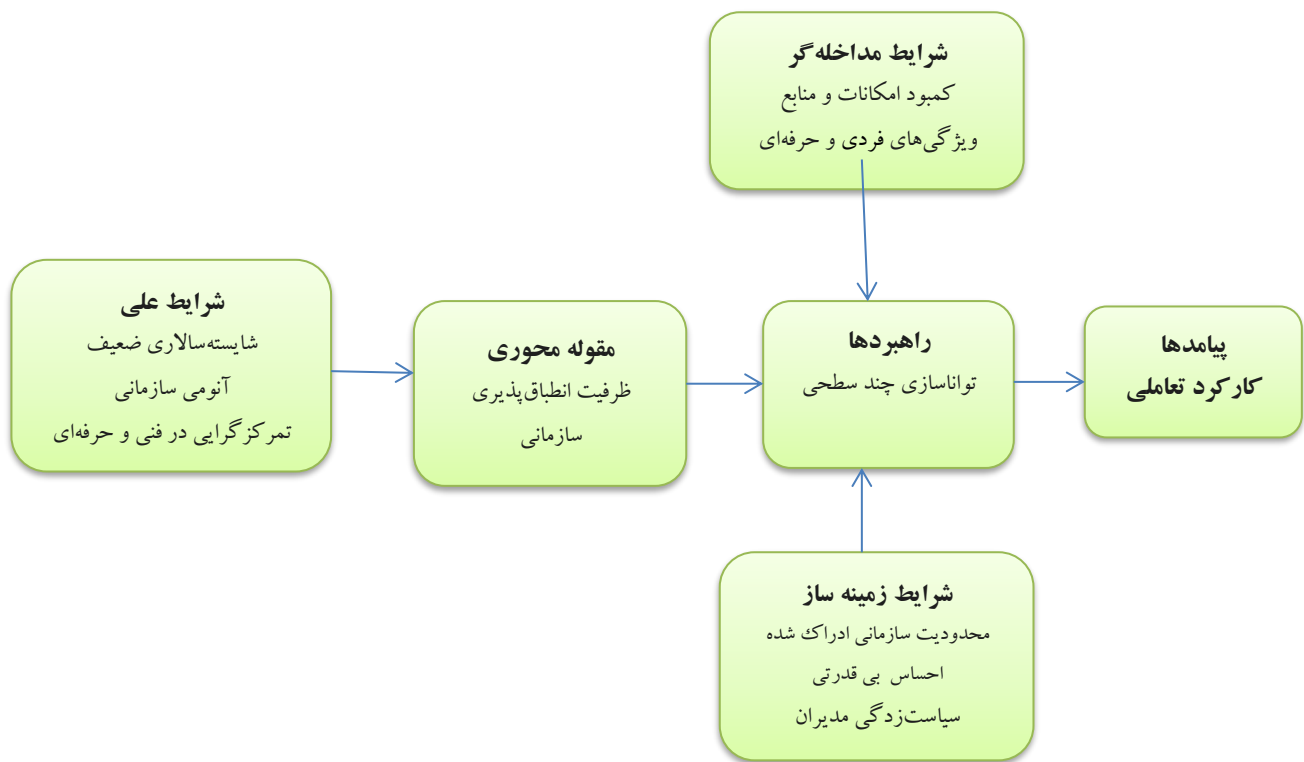 شرایط مداخله‌گر
کمبود امکانات و منابع
ویژگی‌های فردی و حرفه‌ای
شرایط علی
شایسته‌سالاری ضعیف
آنومی سازمانی
تمرکزگرایی در فنی و حرفه‌ای
مقوله محوری
ظرفیت انطباق‌پذیری
سازمانی
راهبردها
تواناسازی چند سطحی
پیامدها
کارکرد تعاملی
شرایط زمینه ساز
محدودیت سازمانی ادراک شده
احساس بی قدرتی
سیاست‌زدگی مدیران